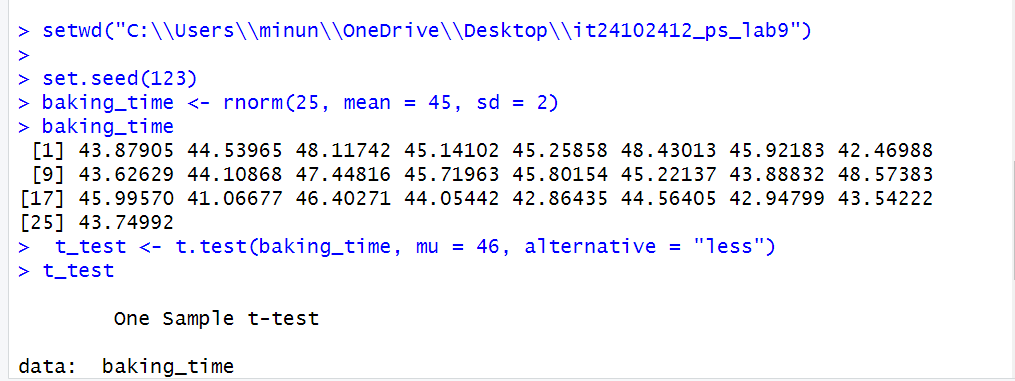 > setwd("C:\\Users\\minun\\OneDrive\\Desktop\\it24102412_ps_lab9")
>
> set.seed(123)
> baking_time <- rnorm(25, mean = 45, sd = 2)
> baking_time
 [1] 43.87905 44.53965 48.11742 45.14102 45.25858 48.43013 45.92183 42.46988
 [9] 43.62629 44.10868 47.44816 45.71963 45.80154 45.22137 43.88832 48.57383
[17] 45.99570 41.06677 46.40271 44.05442 42.86435 44.56405 42.94799 43.54222
[25] 43.74992
>  t_test <- t.test(baking_time, mu = 46, alternative = "less")
> t_test
        One Sample t-test
data:  baking_time